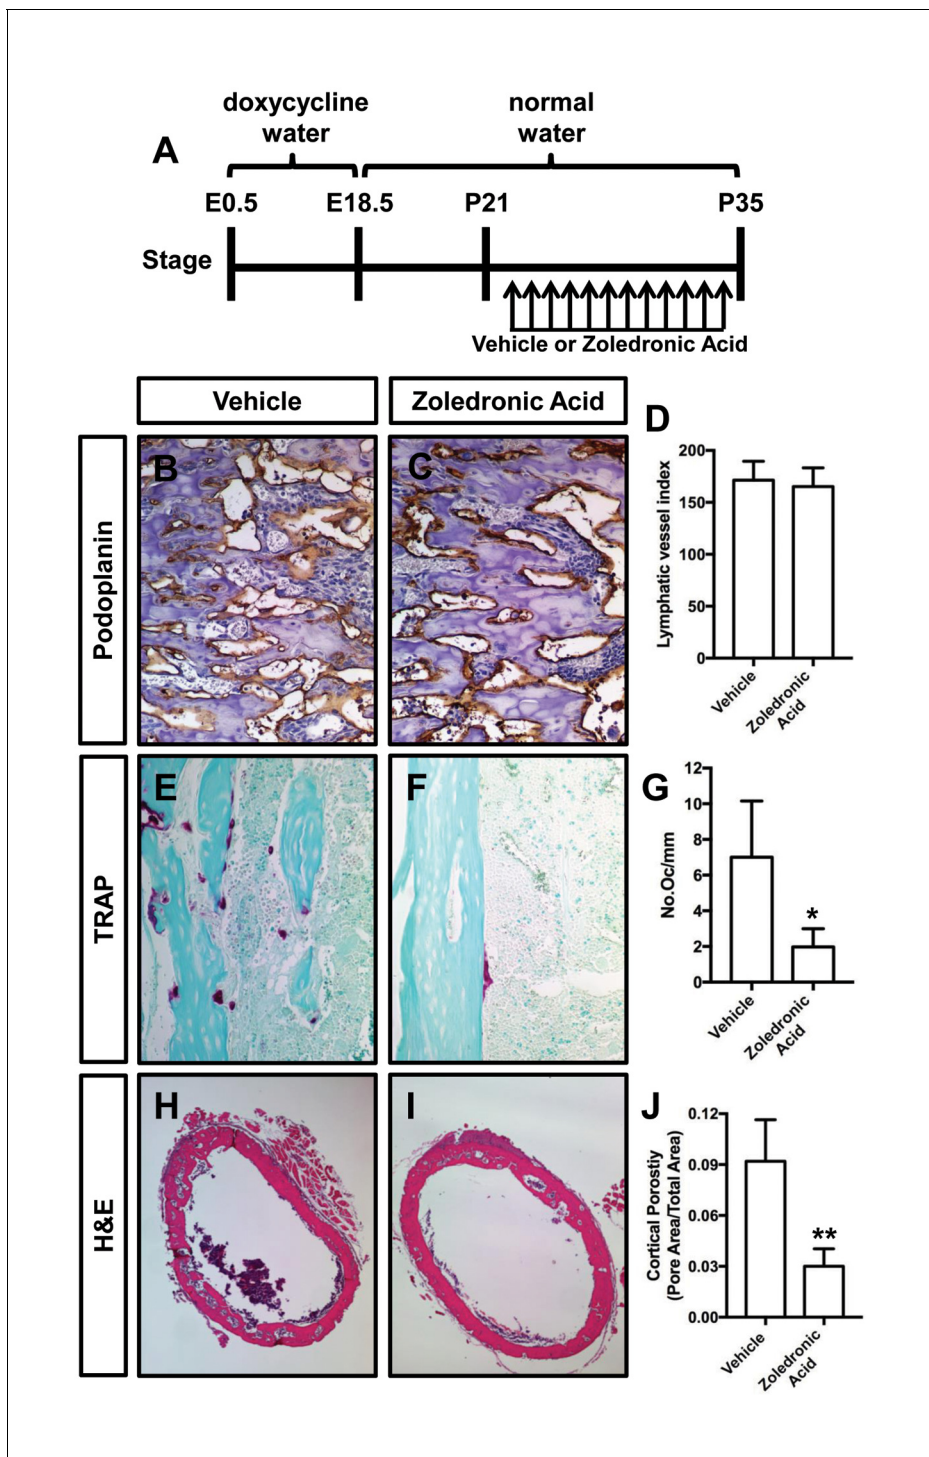 doxycycline
water
normal
water
A
E0.5
E18.5
P21
P35
Stage
Vehicle or Zoledronic Acid
Vehicle
Zoledronic Acid
Podoplanin
B
C
D
Lymphatic vessel index
200
150
100
50
0
Vehicle
Zoledronic
Acid
TRAP
E
F
G
No.Oc/mm
12
10
8
6
4
2
0
*
Vehicle
Zoledronic
Acid
H&E
H
I
J
Cortical Porostiy
(Pore Area/Total Area)
0.12
0.09
0.06
0.03
0.00
**
Vehicle
Zoledronic
Acid